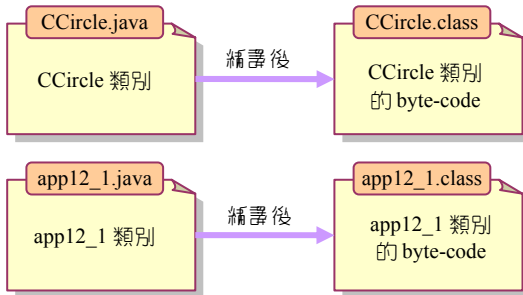 CCircle.java
CCircle 類別
編譯後
CCircle.class
CCircle 類別
的 byte-code
app12_1.java
app12_1 類別
編譯後
app12_1.class
app12_1 類別
的 byte-code